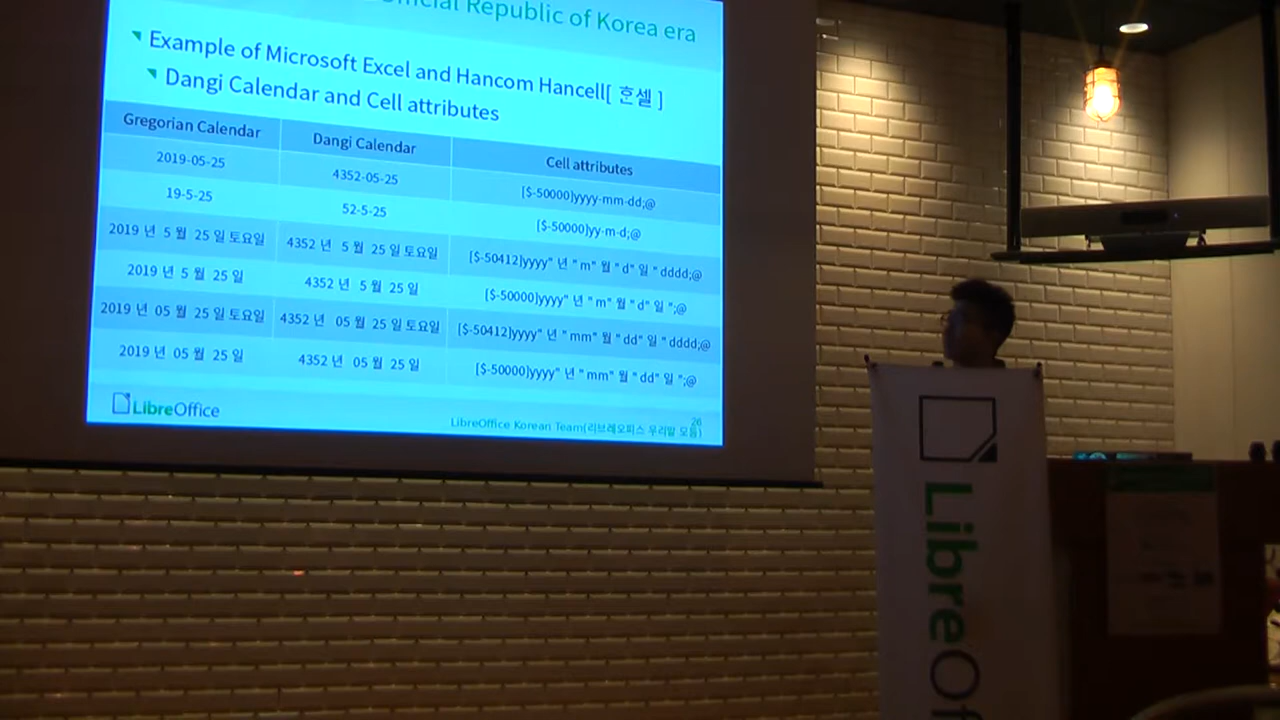 Official Republic of Korea era
Example of Microsoft Excel and Hancom Hancell[ 한셀 ]
Dangi Calendar and Cell attributes
Gregorian Calendar Dangi Calendar Cell attributes
2019-05-25 4352-05-25 [$-50000]yyyy-mm-dd;@
19-5-25 52-5-25 [$-50000]yy-m-d;@
2019 년 5 월 25 일 토요일 4352 년 5 월 25 일 토요일 [$-50412]yyyy" 년 " m" 월 " d" 일 " dddd;@
2019 년 5 월 25 일 4352 년 5 월 25 일 [$-50000]yyyy" 년 " m" 월 " d" 일 ";@
2019 년 05 월 25 일 토요일 4352 년 05 월 25 일 토요일 [$-50412]yyyy" 년 " mm" 월 " dd" 일 " dddd;@
2019 년 05 월 25 일 4352 년 05 월 25 일 [$-50000]yyyy" 년 " mm" 월 " dd" 일 ";@
LibreOffice
26
LibreOffice Korean Team(리브레오피스 우리말 모음)
LibreOf